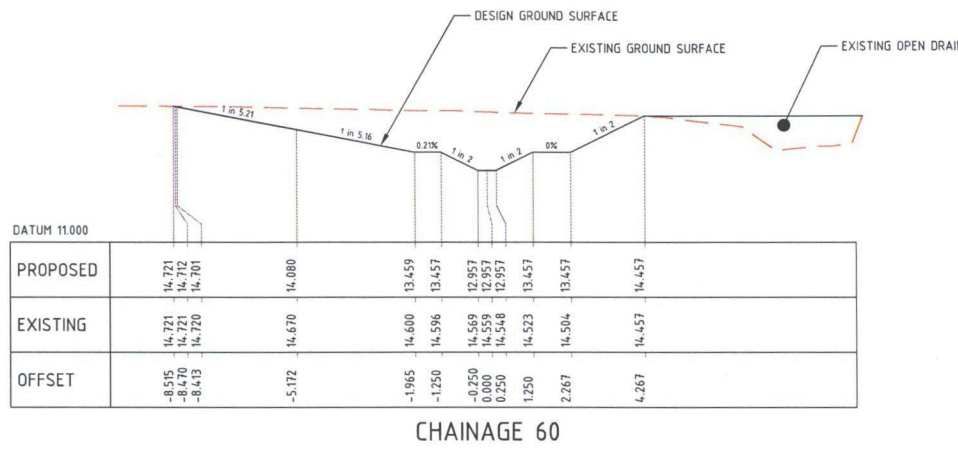 DESIGN GROUND SURFACE
EXISTING GROUND SURFACE
EXISTING OPEN DRAI
1 in 5.21
1 in 5.16
0.21%
1 in 2
1 in 2
0%
1 in 2
DATUM 11.000
PROPOSED 14.721 14.712 14.701 14.080 13.459 13.457 12.957 12.957 12.957 13.457 13.457 14.457
EXISTING 14.721 14.721 14.720 14.670 14.600 14.596 14.569 14.559 14.548 14.523 14.504 14.457
OFFSET -8.515 -8.470 -8.413 -5.172 -1.965 -1.250 -0.250 0.000 0.250 1.250 2.267 4.267
CHAINAGE 60